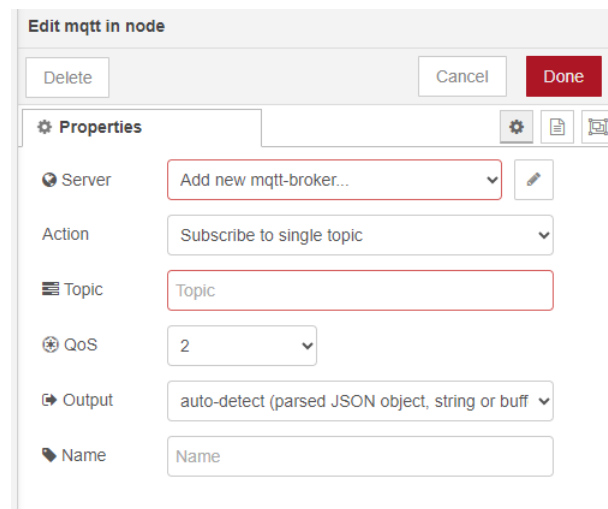 Edit mqtt in node
Delete Cancel Done
Properties
Server Add new mqtt-broker...
Action Subscribe to single topic
Topic Topic
QoS 2
Output auto-detect (parsed JSON object, string or buff
Name Name